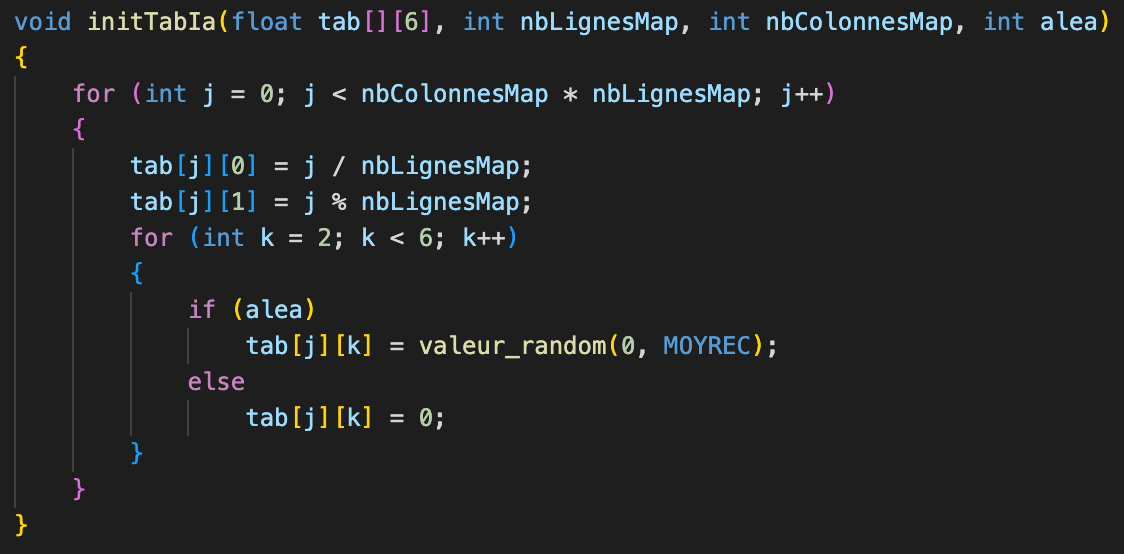 void initTabIa(float tab[][6], int nbLignesMap, int nbColonnesMap, int alea)
{
    for (int j = 0; j < nbColonnesMap * nbLignesMap; j++)
    {
        tab[j][0] = j / nbLignesMap;
        tab[j][1] = j % nbLignesMap;
        for (int k = 2; k < 6; k++)
        {
            if (alea)
                tab[j][k] = valeur_random(0, MOYREC);
            else
                tab[j][k] = 0;
        }
    }
}